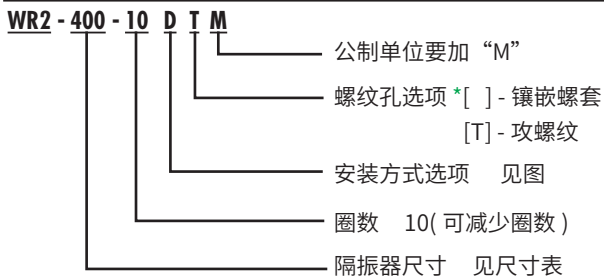 WR2 - 400 - 10 D T M
公制单位要加“M”
螺纹孔选项 *[ ] - 镶嵌螺套
[T] - 攻螺纹
安装方式选项 见图
圈数 10( 可减少圈数 )
隔振器尺寸 见尺寸表